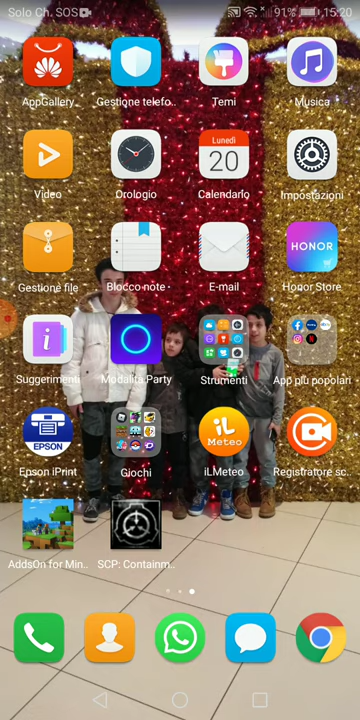 Solo Ch. SOS 91% 15:20
AppGallery Gestione telefo.. Temi Musica
Lunedì
20
Video Orologio Calendario Impostazioni
HONOR
Gestione file Blocco note E-mail Honor Store
Suggerimenti Modalità Party Strumenti App più popolari
EPSON
iL
Meteo
Epson iPrint Giochi iLMeteo Registratore sc..
AddsOn for Min.. SCP: Containm..